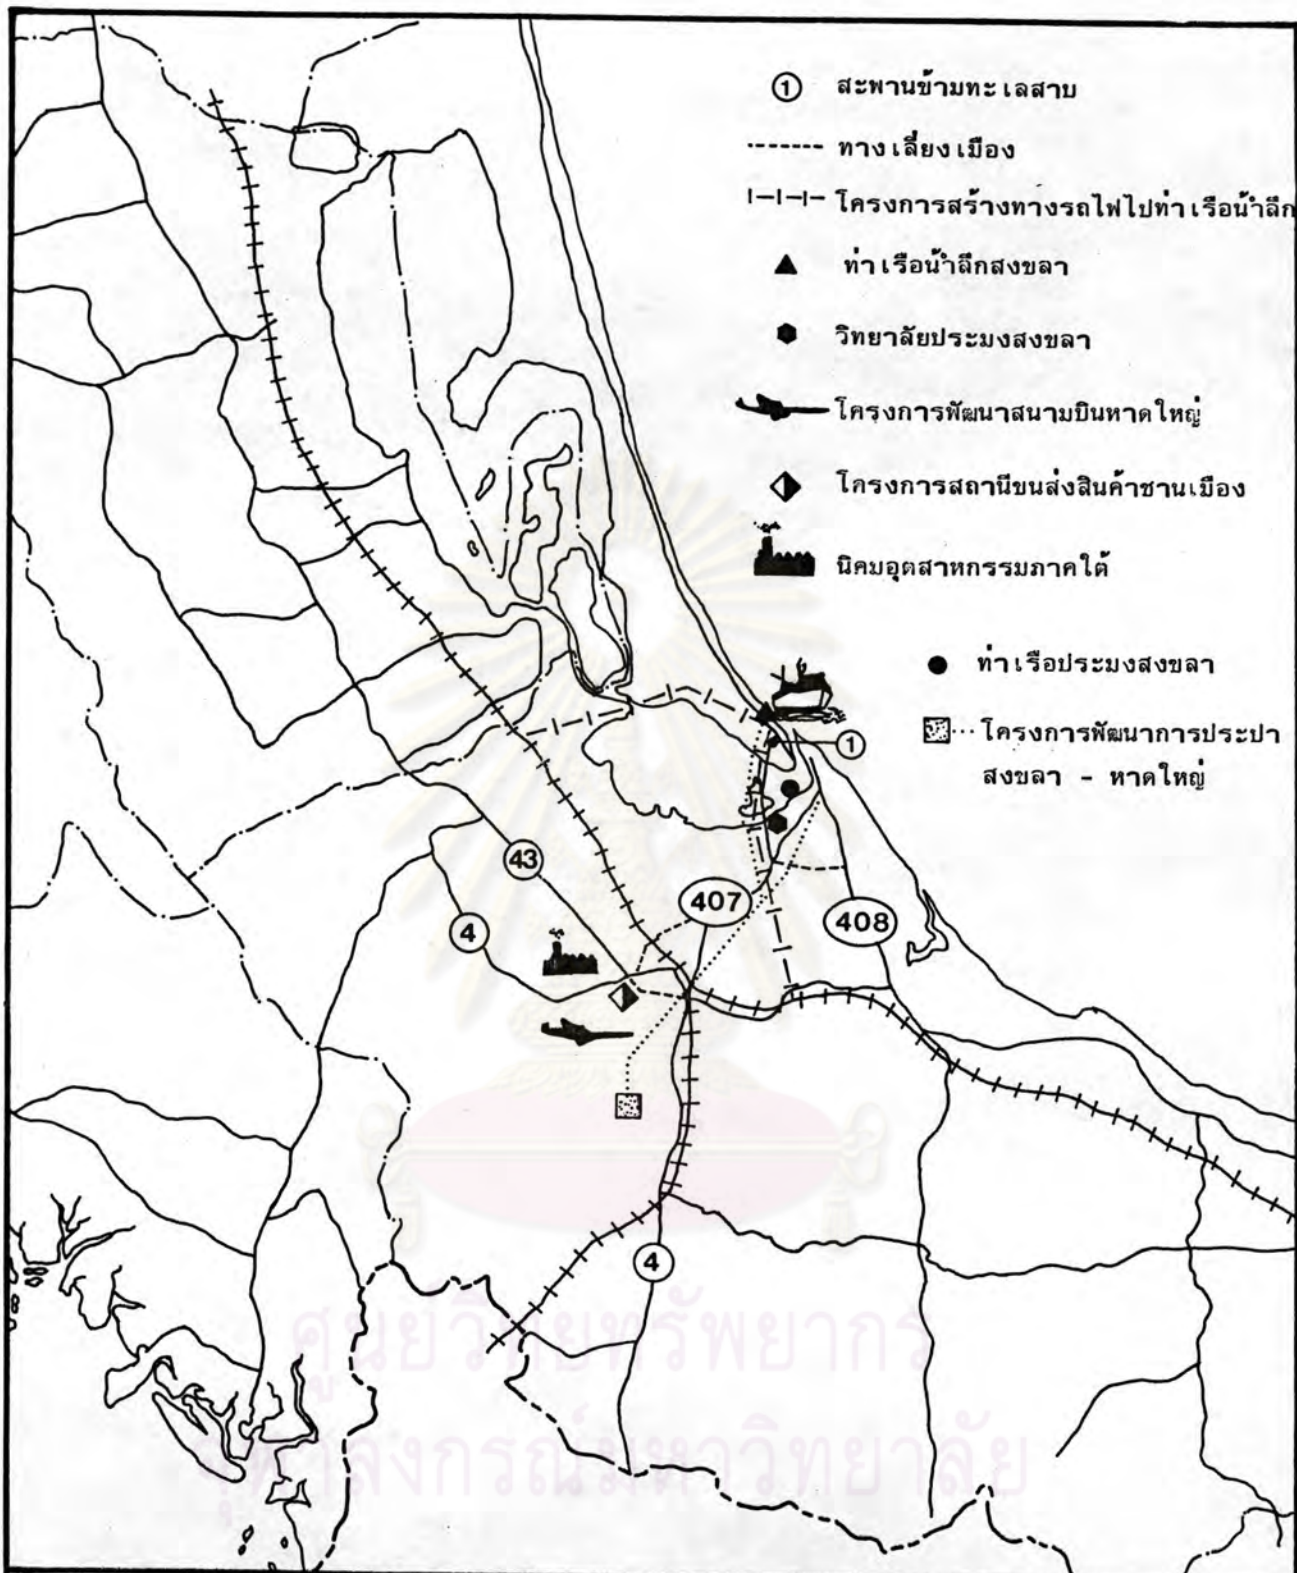 ① สะพานข้ามทะเลสาบ
ทางเลี่ยงเมือง
โครงการสร้างทางรถไฟไปท่าเรือน้ำลึก
ท่าเรือน้ำลึกสงขลา
วิทยาลัยประมงสงขลา
โครงการพัฒนาสนามบินหาดใหญ่
โครงการสถานีขนส่งสินค้าชานเมือง
นิคมอุตสาหกรรมภาคใต้
ท่าเรือประมงสงขลา
โครงการพัฒนาการประปา
สงขลา - หาดใหญ่
1
43
407
408
4
4
ศูนย์วิทยทรัพยากร
จุฬาลงกรณ์มหาวิทยาลัย